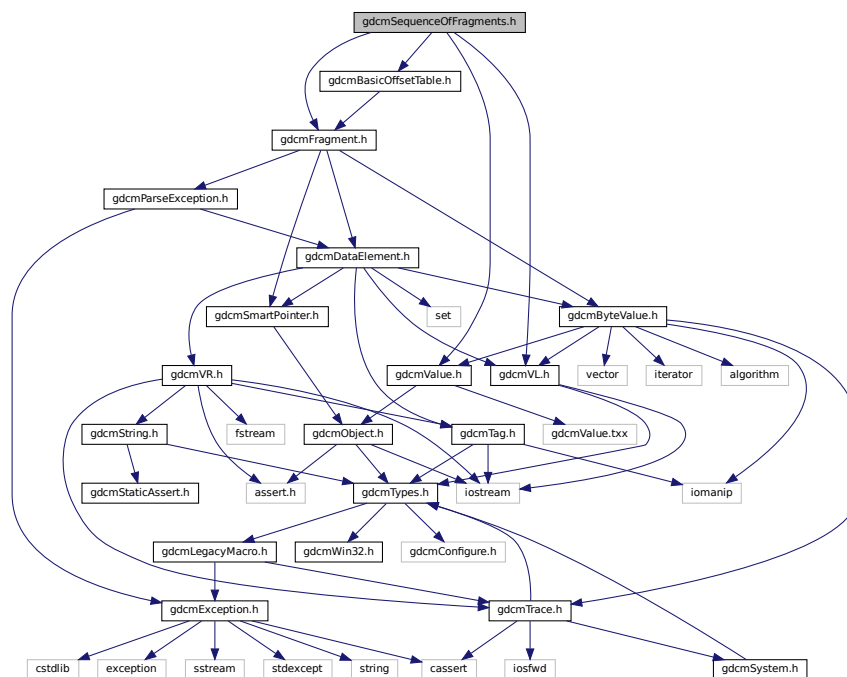 gdcmSequenceOfFragments.h
gdcmBasicOffsetTable.h
gdcmFragment.h
gdcmParseException.h
gdcmDataElement.h
gdcmSmartPointer.h
set
gdcmByteValue.h
gdcmVR.h
gdcmValue.h
gdcmVL.h
vector
iterator
algorithm
gdcmString.h
fstream
gdcmObject.h
gdcmTag.h
gdcmValue.txx
gdcmStaticAssert.h
assert.h
gdcmTypes.h
iostream
iomanip
gdcmLegacyMacro.h
gdcmWin32.h
gdcmConfigure.h
gdcmException.h
gdcmTrace.h
cstdlib
exception
sstream
stdexcept
string
cassert
iosfwd
gdcmSystem.h